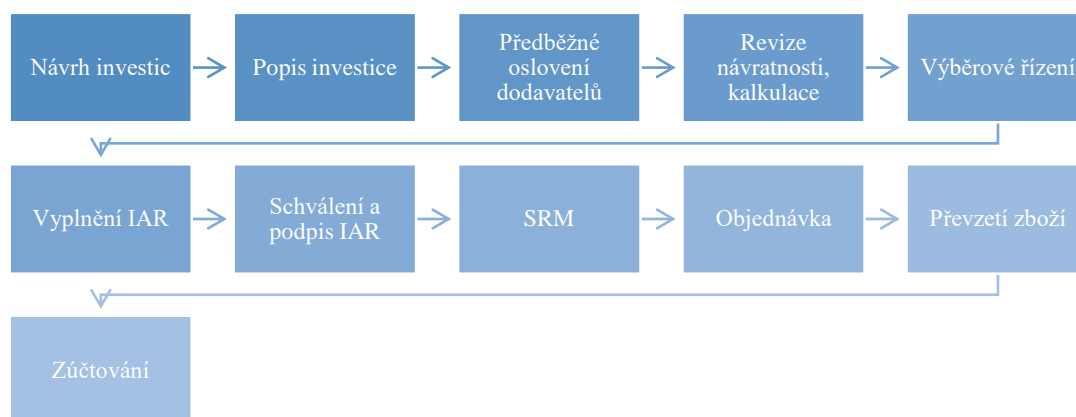 Návrh investic
Popis investice
Předběžné
oslovení
dodavatelů
Revize
návratnosti,
kalkulace
Výběrové řízení
Vyplnění IAR
Schválení a
podpis IAR
SRM
Objednávka
Převzetí zboží
Zúčtování